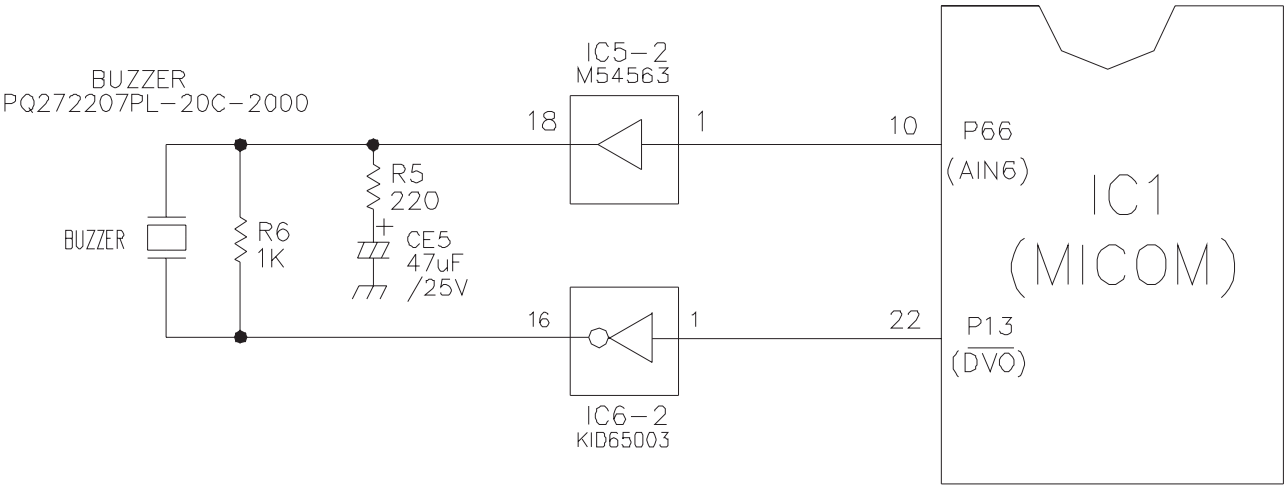 BUZZER
PQ272207PL-20C-2000
IC5-2
M54563
18
1
10
P66
(AIN6)
IC1
(MICOM)
R5
220
+
BUZZER
R6
1K
CE5
47uF
/25V
16
1
22
P13
(DVO)
IC6-2
KID65003